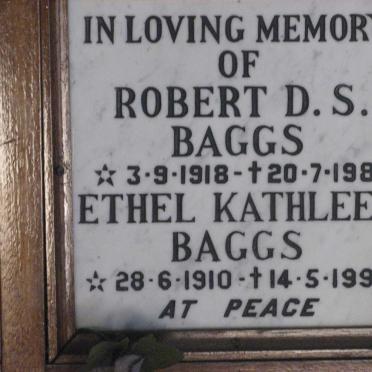 IN LOVING MEMORY
OF
ROBERT D. S.
BAGGS
☆ 3·9·1918 - † 20·7·198
ETHEL KATHLEE
BAGGS
☆ 28·6·1910 - † 14·5·199
AT PEACE